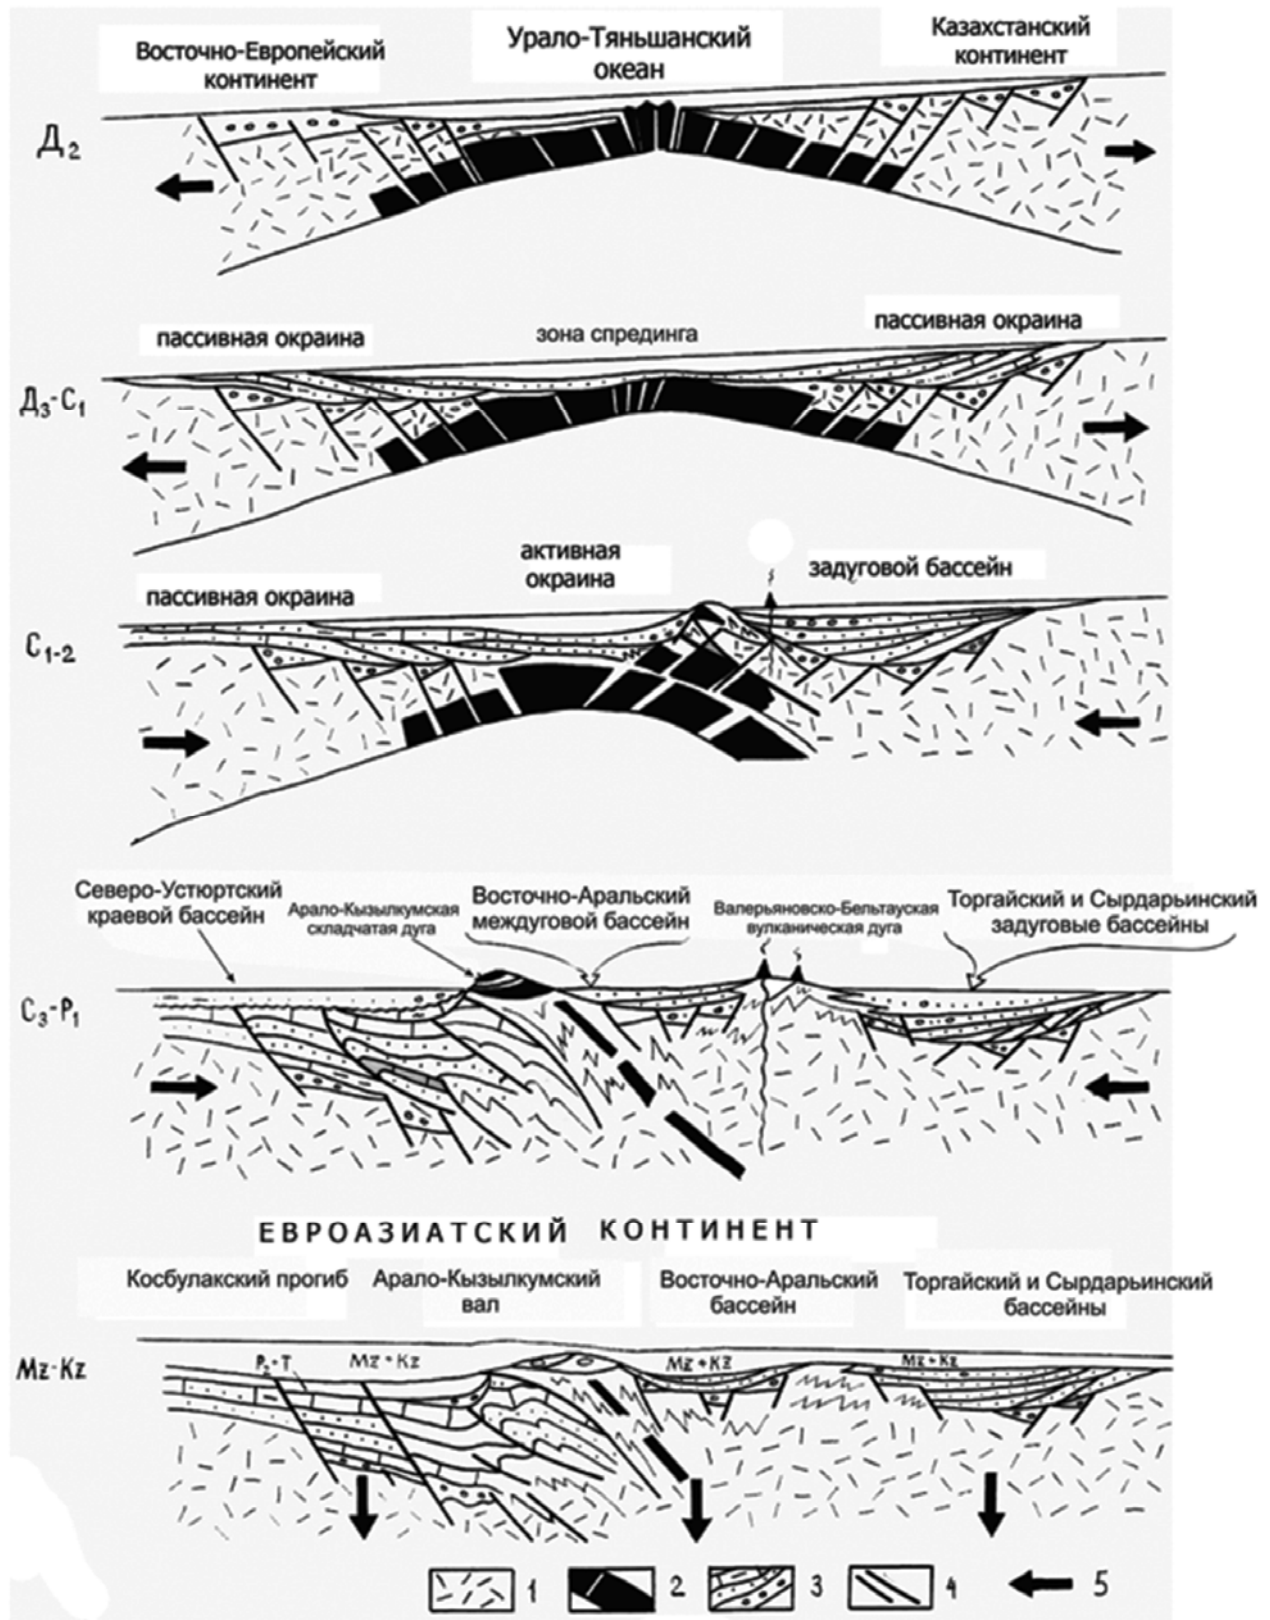 Восточно-Европейский
континент
Урало-Тяньшанский
океан
Казахстанский
континент
Д2
пассивная окраина
зона спрединга
пассивная окраина
Д3-С1
активная
окраина
задуговой бассейн
пассивная окраина
С1-2
Северо-Устюртский
краевой бассейн
Арало-Кызылкумская
складчатая дуга
Восточно-Аральский
междуговой бассейн
Валерьяновско-Бельтауская
вулканическая дуга
Торгайский и Сырдарьинский
задуговые бассейны
С3-Р1
ЕВРОАЗИАТСКИЙ КОНТИНЕНТ
Косбулакский прогиб
Арало-Кызылкумский
вал
Восточно-Аральский
бассейн
Торгайский и Сырдарьинский
бассейны
Mz-Kz
P2+T
Mz+Kz
Mz+Kz
Mz+Kz
1
2
3
4
5